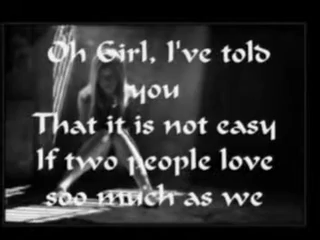 Oh Girl, I've told
you
That it is not easy
If two people love
soo much as we